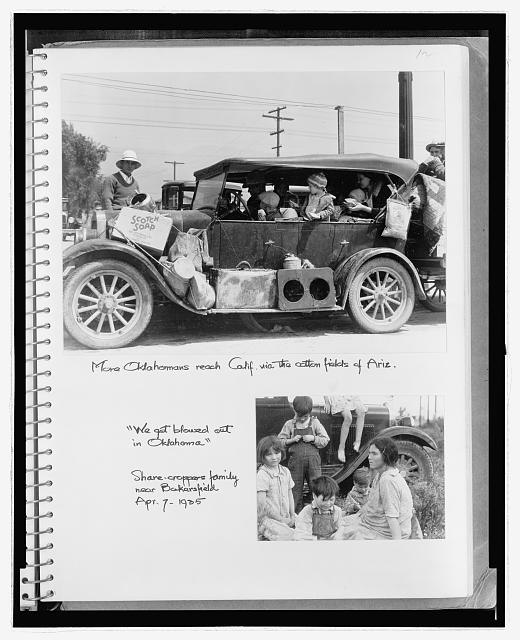 12
SCOTCH
SOAP
More Oklahomans reach Calif. via the cotton fields of Ariz.
"We got blowed out
in Oklahoma"
Share-croppers family
near Bakersfield
Apr. 7 - 1935